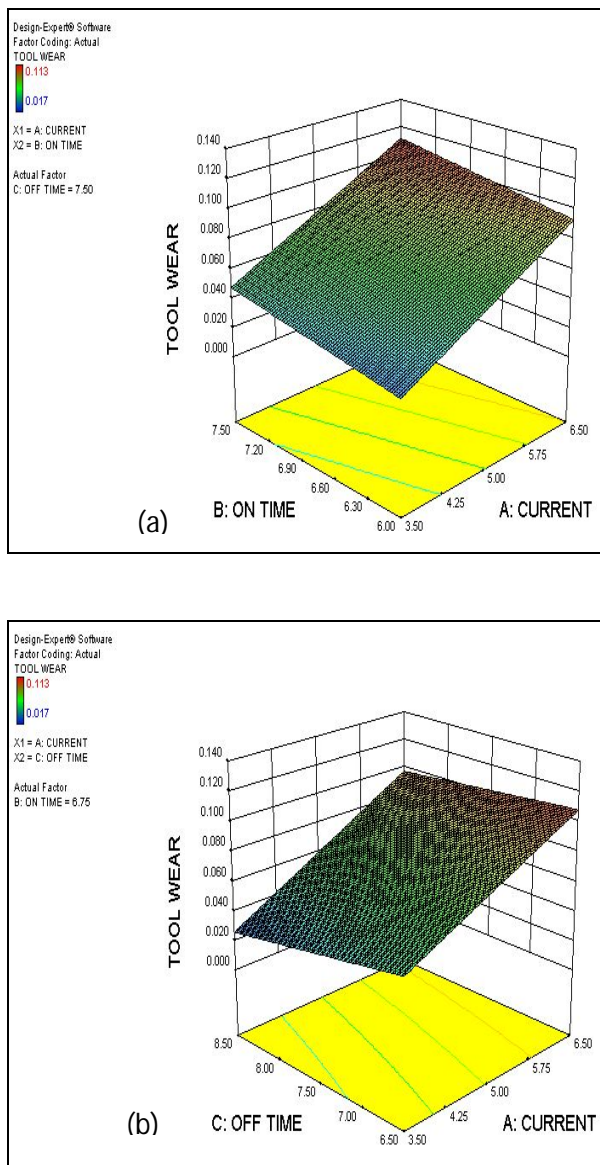 Design-Expert® Software
Factor Coding: Actual
TOOL WEAR
0.113
0.017
X1 = A: CURRENT
X2 = B: ON TIME
Actual Factor
C: OFF TIME = 7.50
0.140
0.120
0.100
0.080
0.060
0.040
0.020
0.000
TOOL WEAR
7.50
7.20
6.90
6.60
6.30
6.00
3.50
4.25
5.00
5.75
6.50
(a)
B: ON TIME
A: CURRENT
Design-Expert® Software
Factor Coding: Actual
TOOL WEAR
0.113
0.017
X1 = A: CURRENT
X2 = C: OFF TIME
Actual Factor
B: ON TIME = 6.75
0.140
0.120
0.100
0.080
0.060
0.040
0.020
0.000
TOOL WEAR
8.50
8.00
7.50
7.00
6.50
3.50
4.25
5.00
5.75
6.50
(b)
C: OFF TIME
A: CURRENT